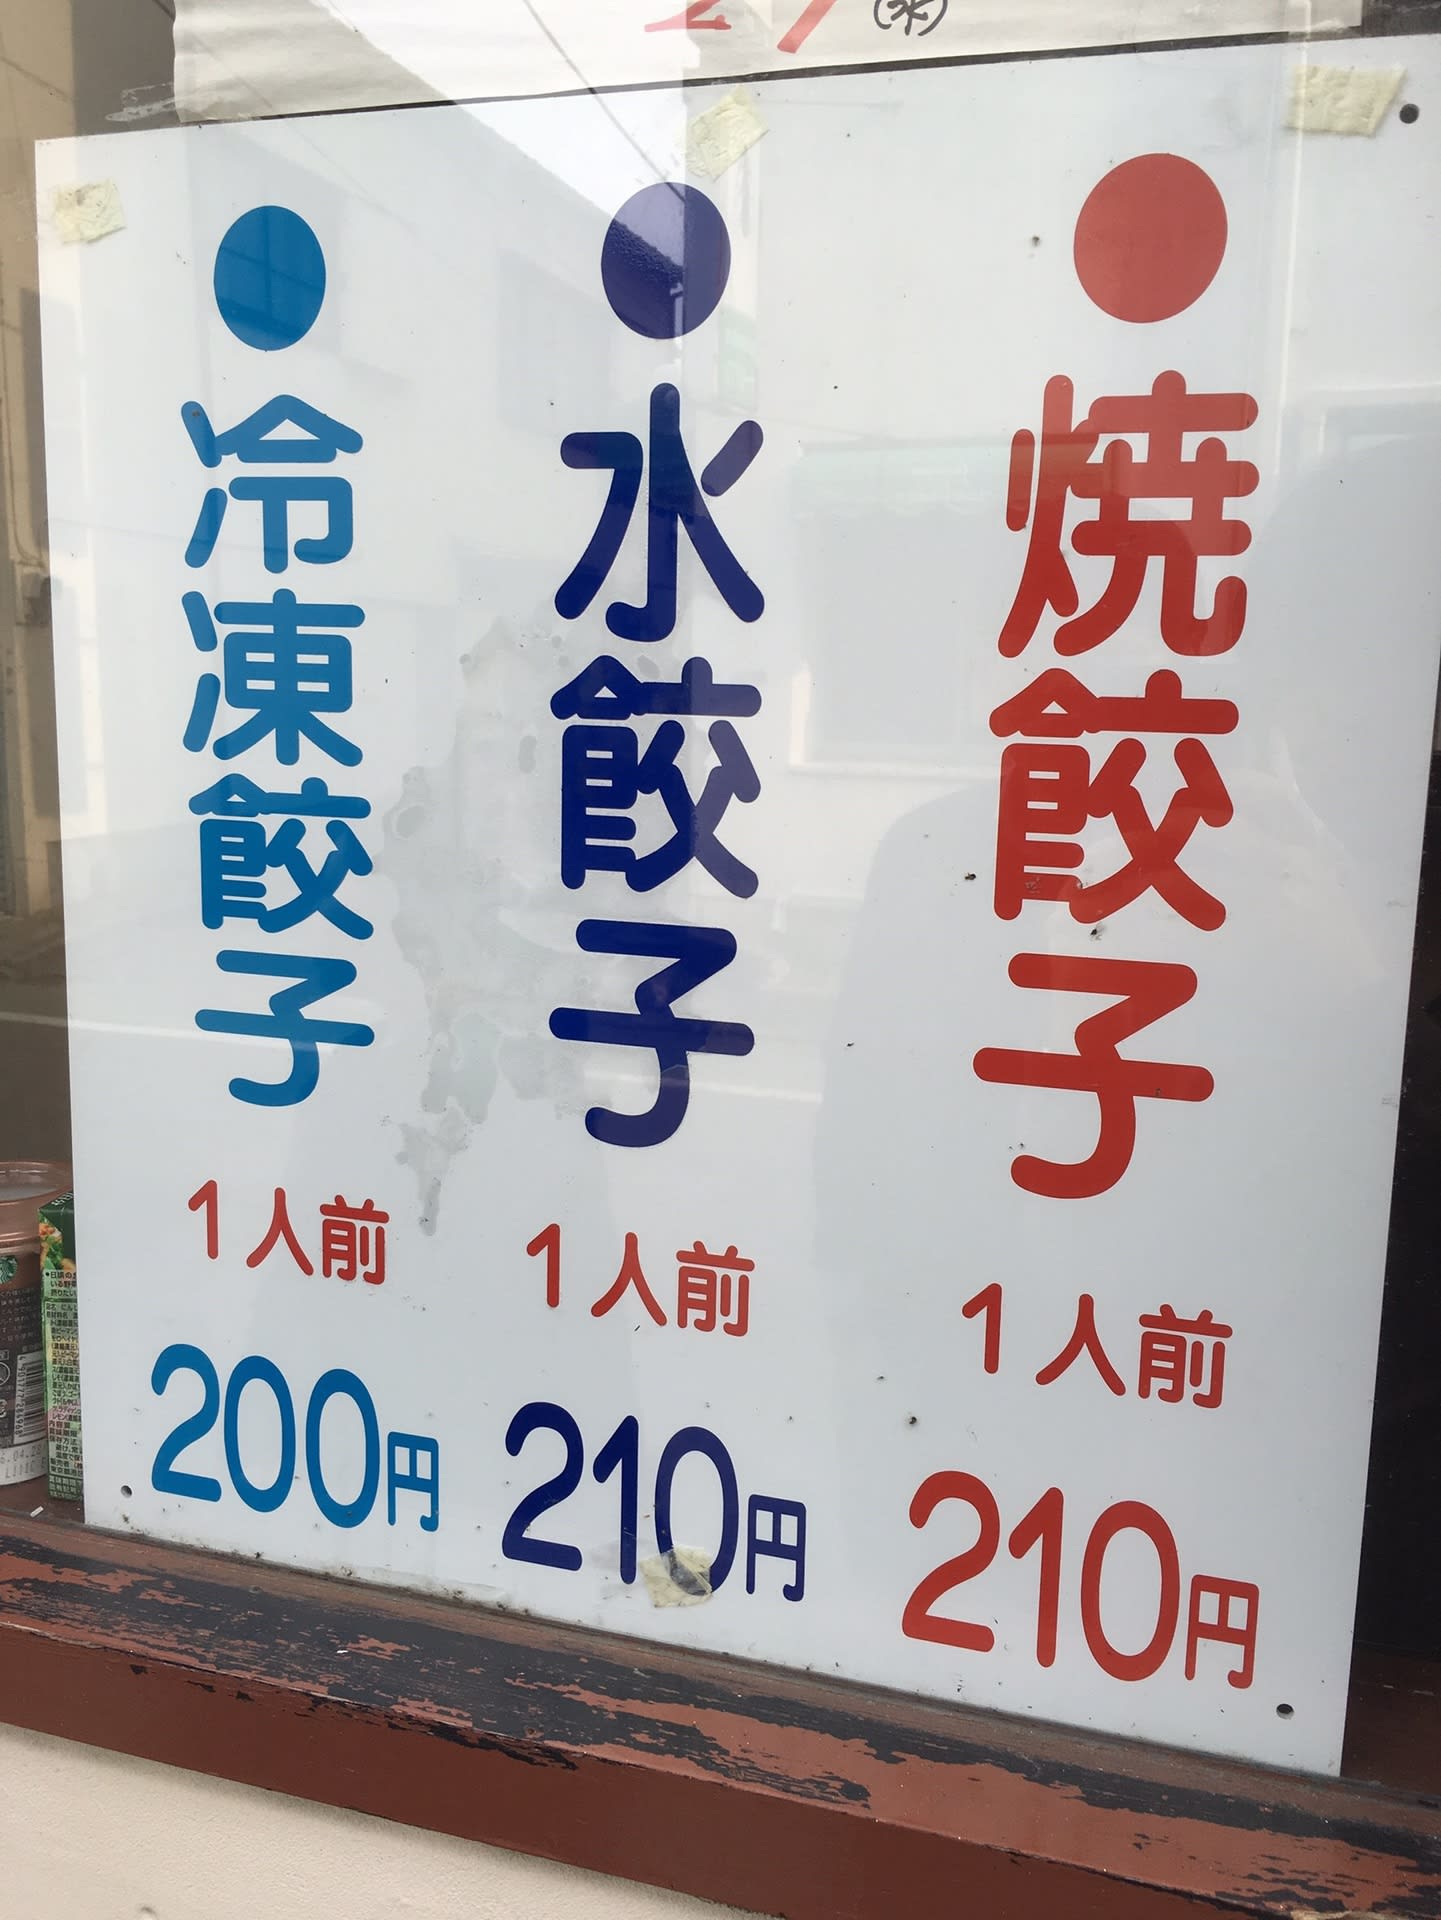 (水)
焼餃子
1人前
210円
水餃子
1人前
210円
冷凍餃子
1人前
200円